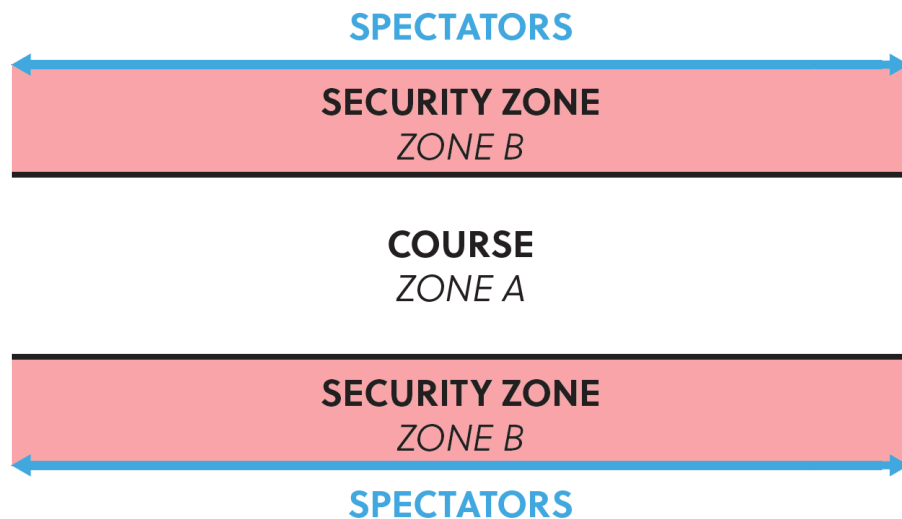 SPECTATORS
SECURITY ZONE
ZONE B
COURSE
ZONE A
SECURITY ZONE
ZONE B
SPECTATORS